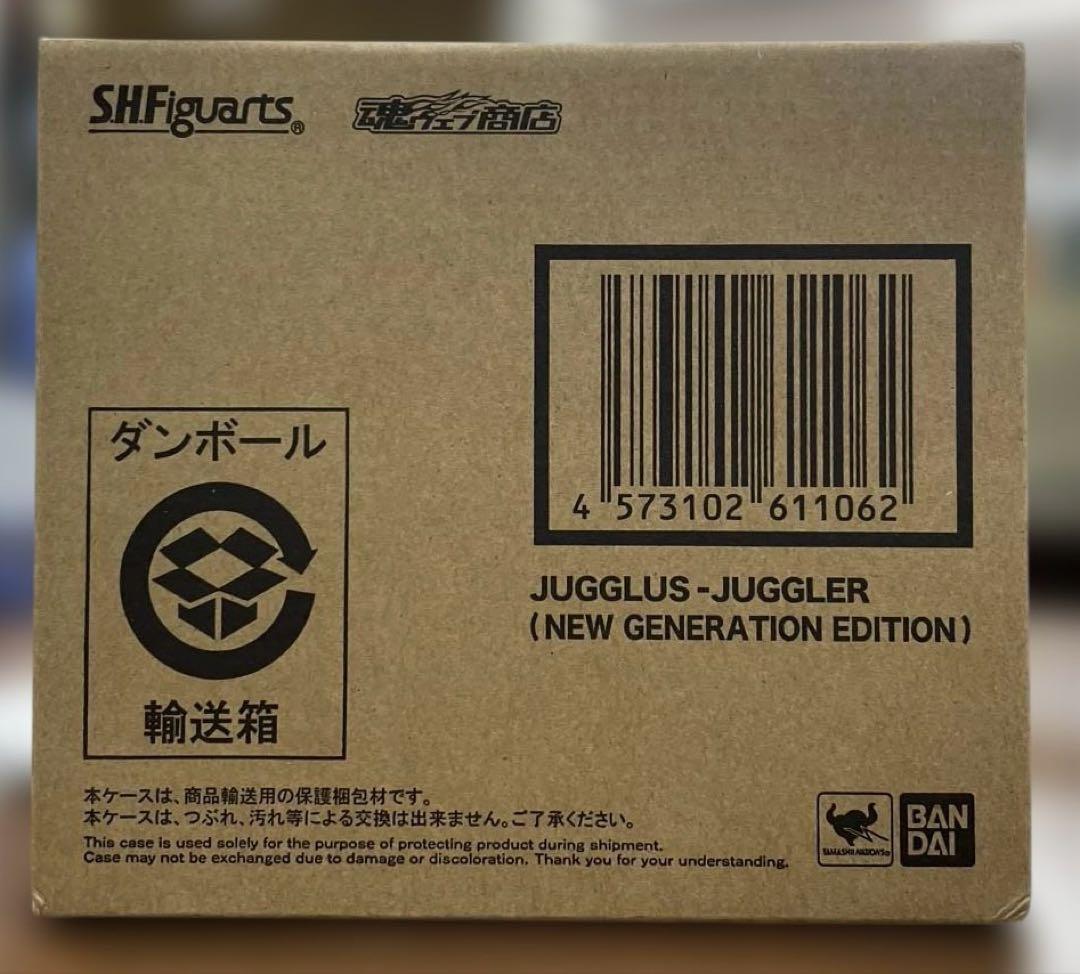 S.H.Figuarts®
魂ウェブ商店
4 573102 611062
JUGGLUS-JUGGLER
(NEW GENERATION EDITION)
ダンボール
輸送箱
本ケースは、商品輸送用の保護梱包材です。
本ケースは、つぶれ、汚れ等による交換は出来ません。ご了承ください。
This case is used solely for the purpose of protecting product during shipment.
Case may not be exchanged due to damage or discoloration. Thank you for your understanding.
TAMASHII NATIONS®
BAN
DAI